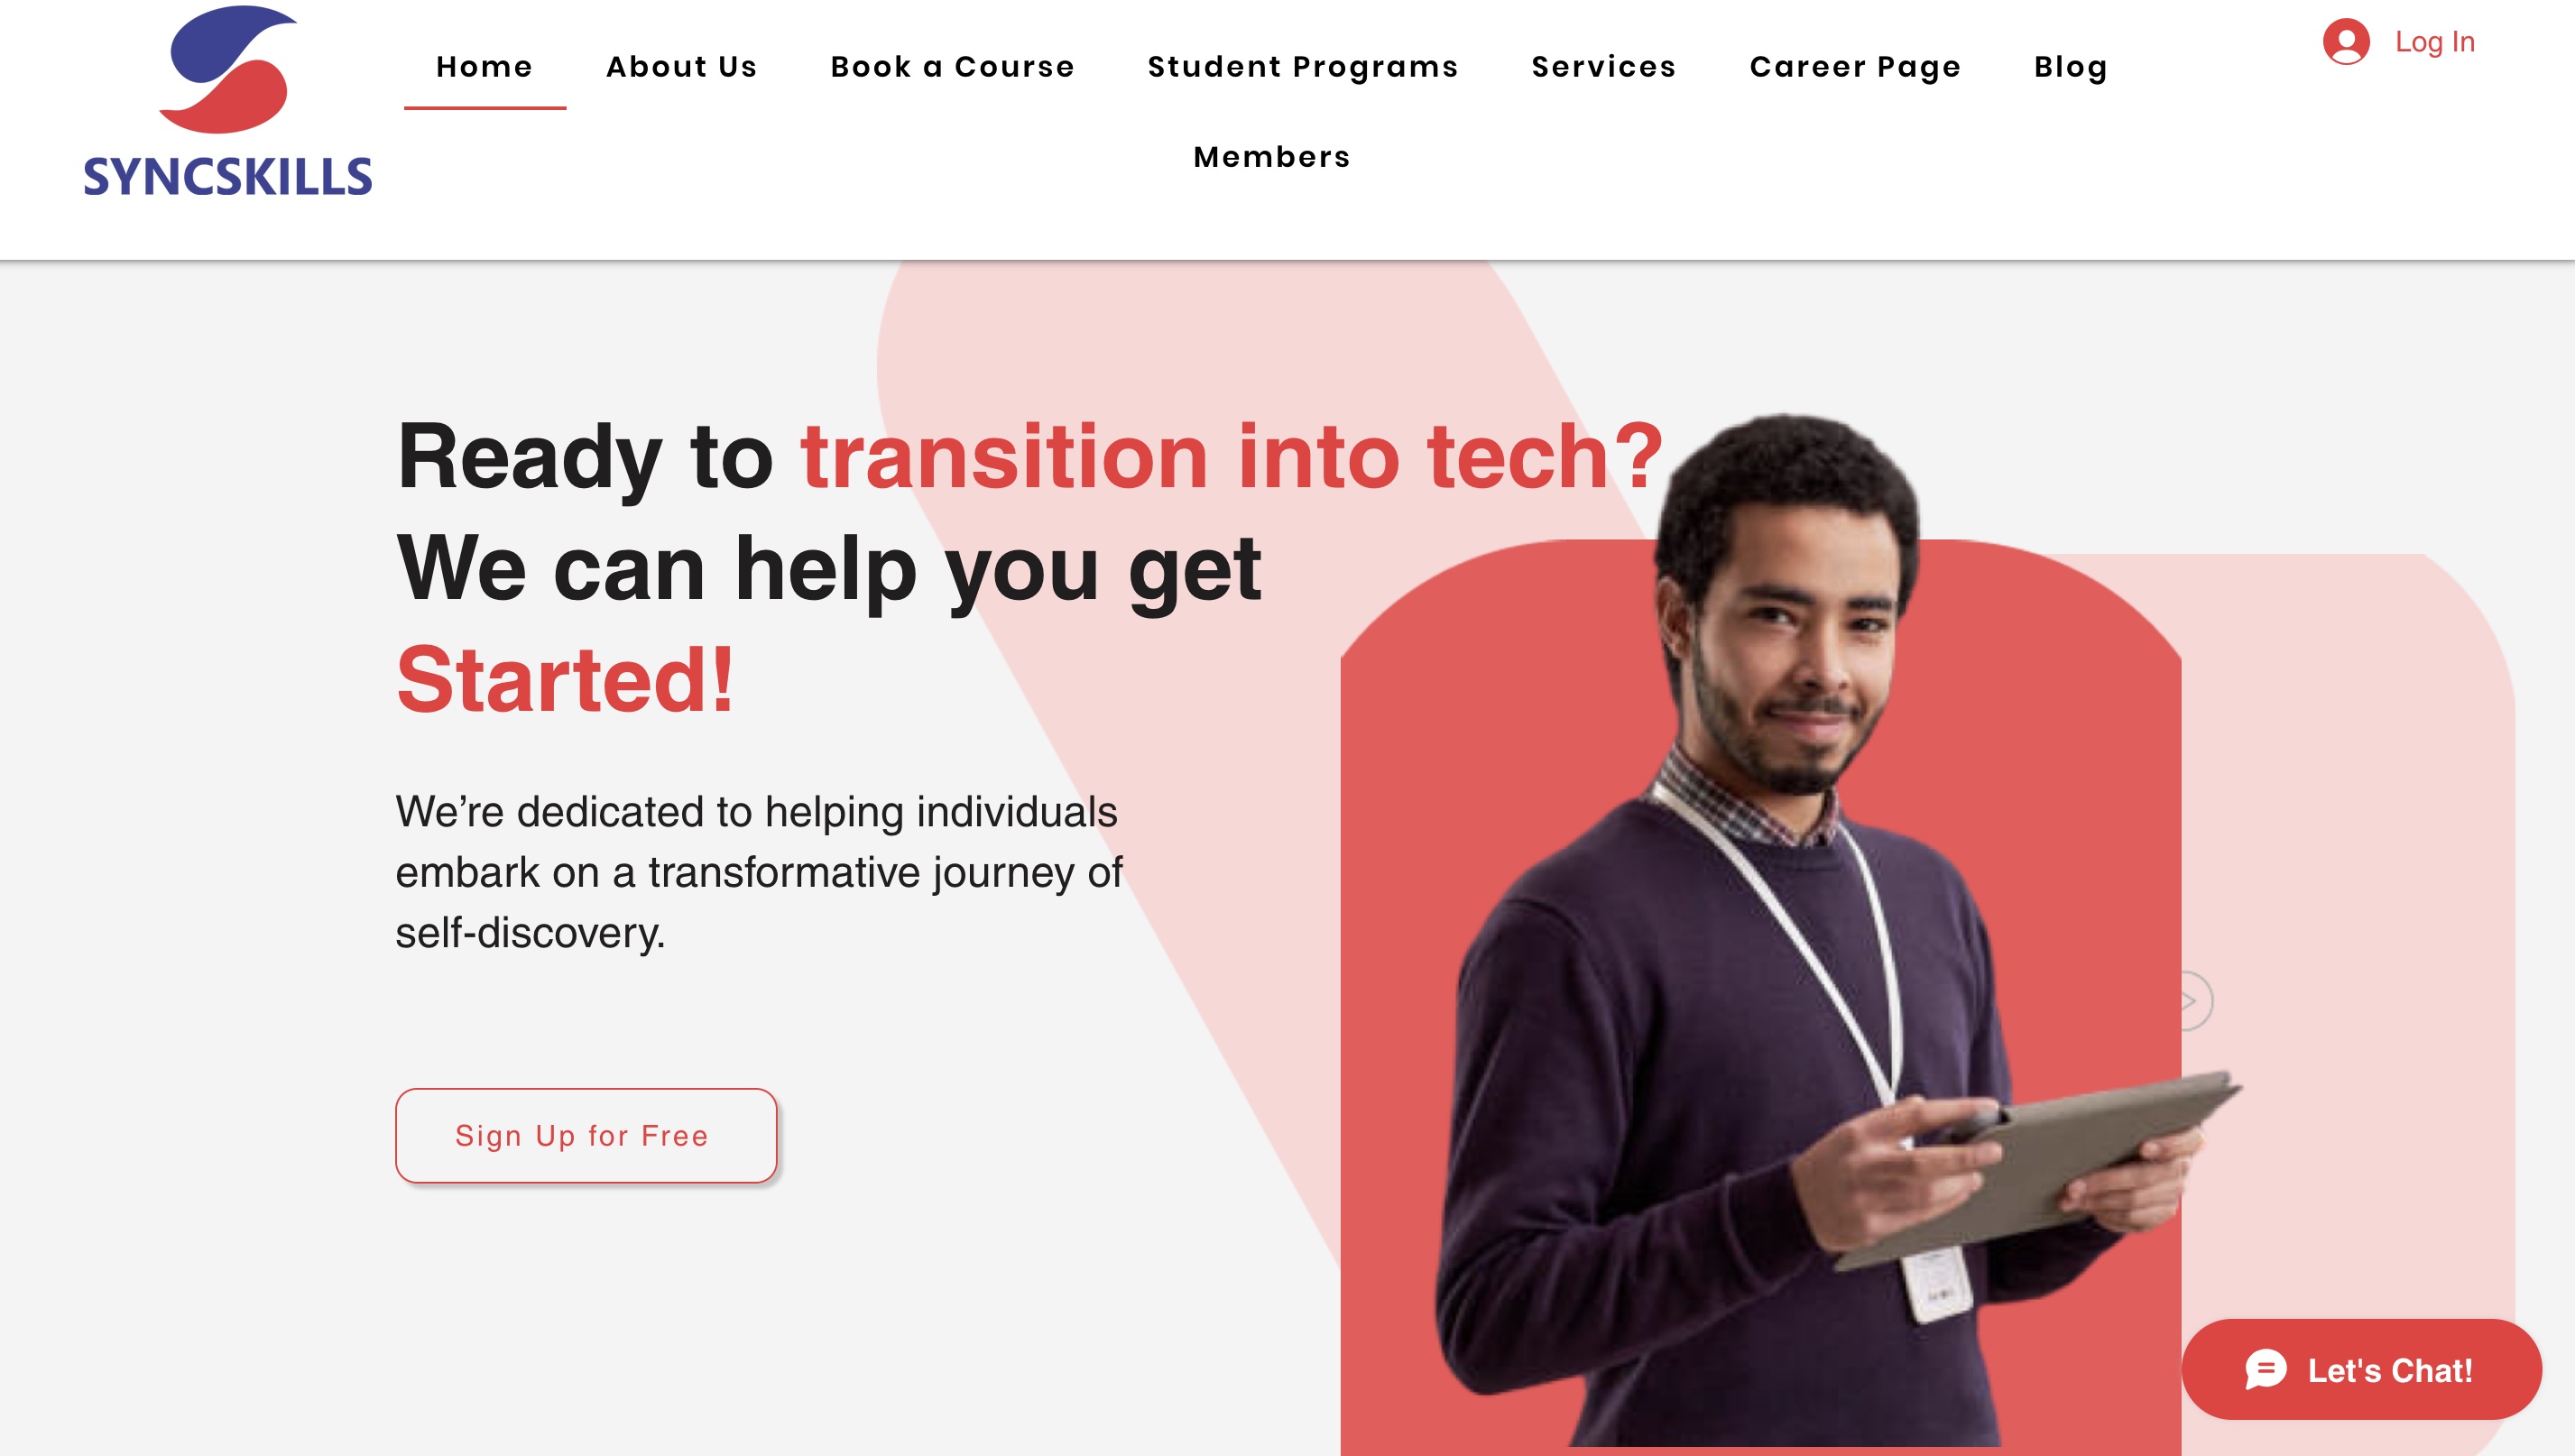 SYNCSKILLS
Home About Us Book a Course Student Programs Services Career Page Blog
Members
Log In
Ready to transition into tech?
We can help you get
Started!
We’re dedicated to helping individuals
embark on a transformative journey of
self-discovery.
Sign Up for Free
Let's Chat!